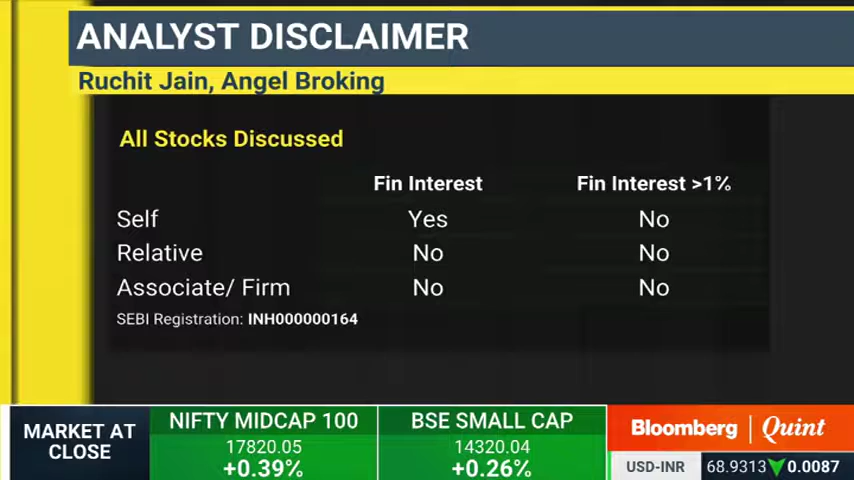 ANALYST DISCLAIMER
Ruchit Jain, Angel Broking
All Stocks Discussed
Fin Interest Fin Interest >1%
Self Yes No
Relative No No
Associate/ Firm No No
SEBI Registration: INH000000164
MARKET AT CLOSE
NIFTY MIDCAP 100
17820.05
+0.39%
BSE SMALL CAP
14320.04
+0.26%
Bloomberg | Quint
USD-INR 68.9313 0.0087